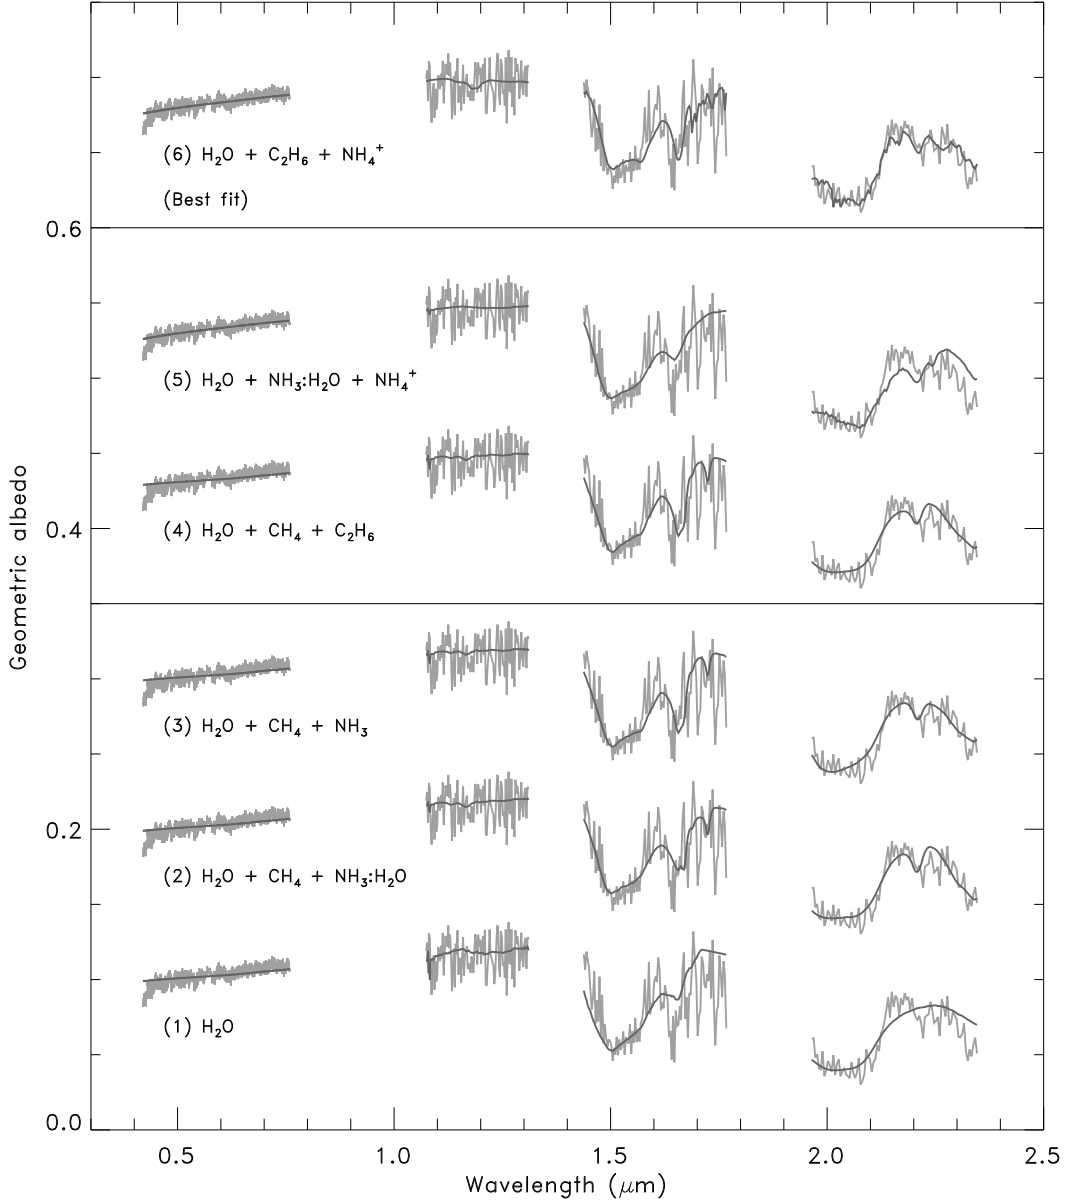 (6) H₂O + C₂H₆ + NH₄⁺
(Best fit)
0.6
(5) H₂O + NH₃:H₂O + NH₄⁺
(4) H₂O + CH₄ + C₂H₆
0.4
Geometric albedo
(3) H₂O + CH₄ + NH₃
0.2
(2) H₂O + CH₄ + NH₃:H₂O
(1) H₂O
0.0
0.5 1.0 1.5 2.0 2.5
Wavelength (μm)